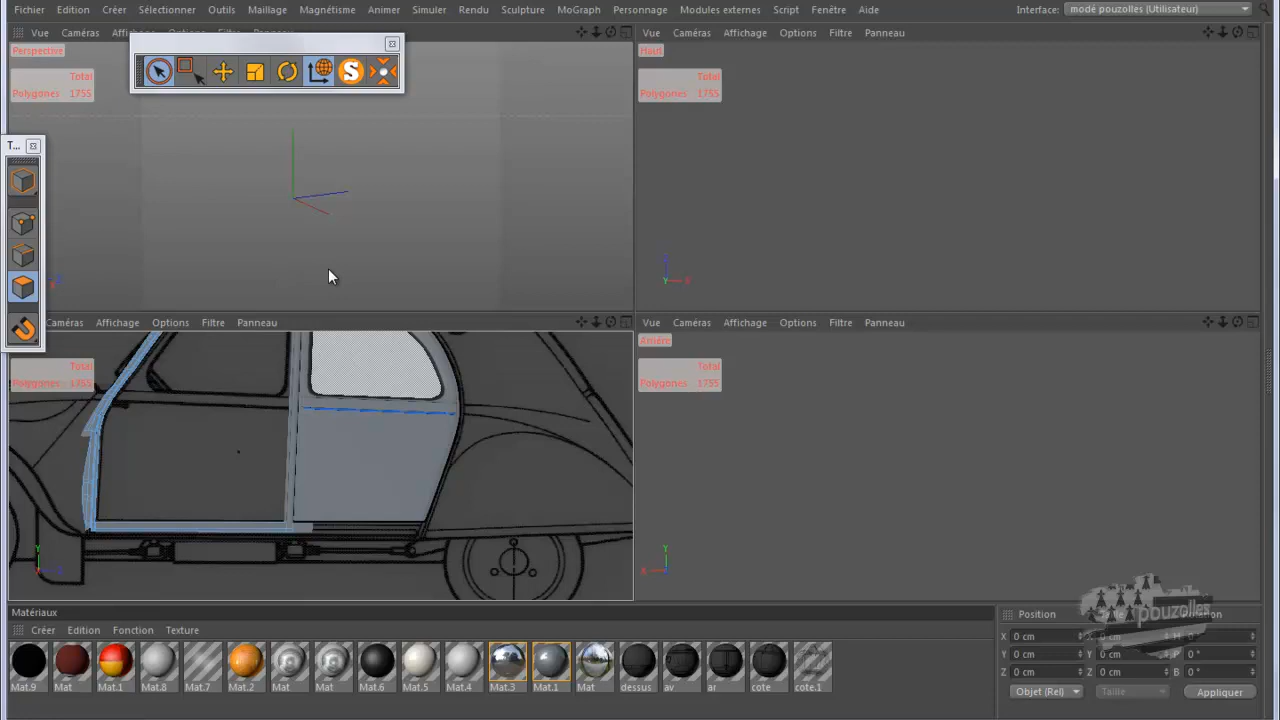 Fichier Edition Créer Sélectionner Outils Maillage Magnétisme Animer Simuler Rendu Sculpture MoGraph Personnage Modules externes Script Fenêtre Aide Interface: modé pouzolles (Utilisateur)
Vue Caméras Options Filtre
Vue Caméras Affichage Options Filtre Panneau
Perspective
Total
Polygones 1755
Haut
Total
Polygones 1755
T...
Caméras Affichage Options Filtre Panneau
Vue Caméras Affichage Options Filtre Panneau
Total
Polygones 1755
Arrière
Total
Polygones 1755
Y
X
Y
X
Matériaux
Créer Edition Fonction Texture
Mat.9 Mat Mat.1 Mat.8 Mat.7 Mat.2 Mat Mat Mat.6 Mat.5 Mat.4 Mat.3 Mat.1 Mat dessus av ar cote cote.1
Position
X 0 cm 0 cm H 0 °
Y 0 cm 0 cm P 0 °
Z 0 cm 0 cm B 0 °
Objet (Rel) Taille Appliquer
pouzolles